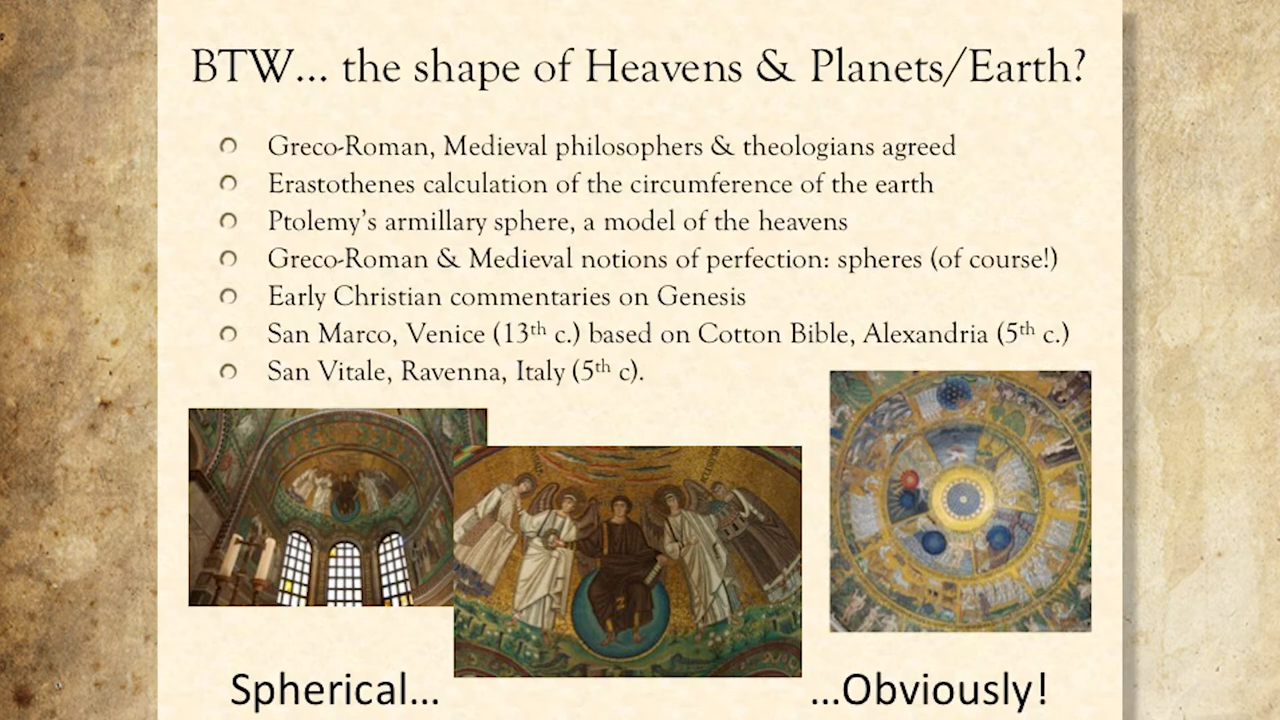 BTW... the shape of Heavens & Planets/Earth?
Greco-Roman, Medieval philosophers & theologians agreed
Erastothenes calculation of the circumference of the earth
Ptolemy's armillary sphere, a model of the heavens
Greco-Roman & Medieval notions of perfection: spheres (of course!)
Early Christian commentaries on Genesis
San Marco, Venice (13th c.) based on Cotton Bible, Alexandria (5th c.)
San Vitale, Ravenna, Italy (5th c).
Spherical...
...Obviously!